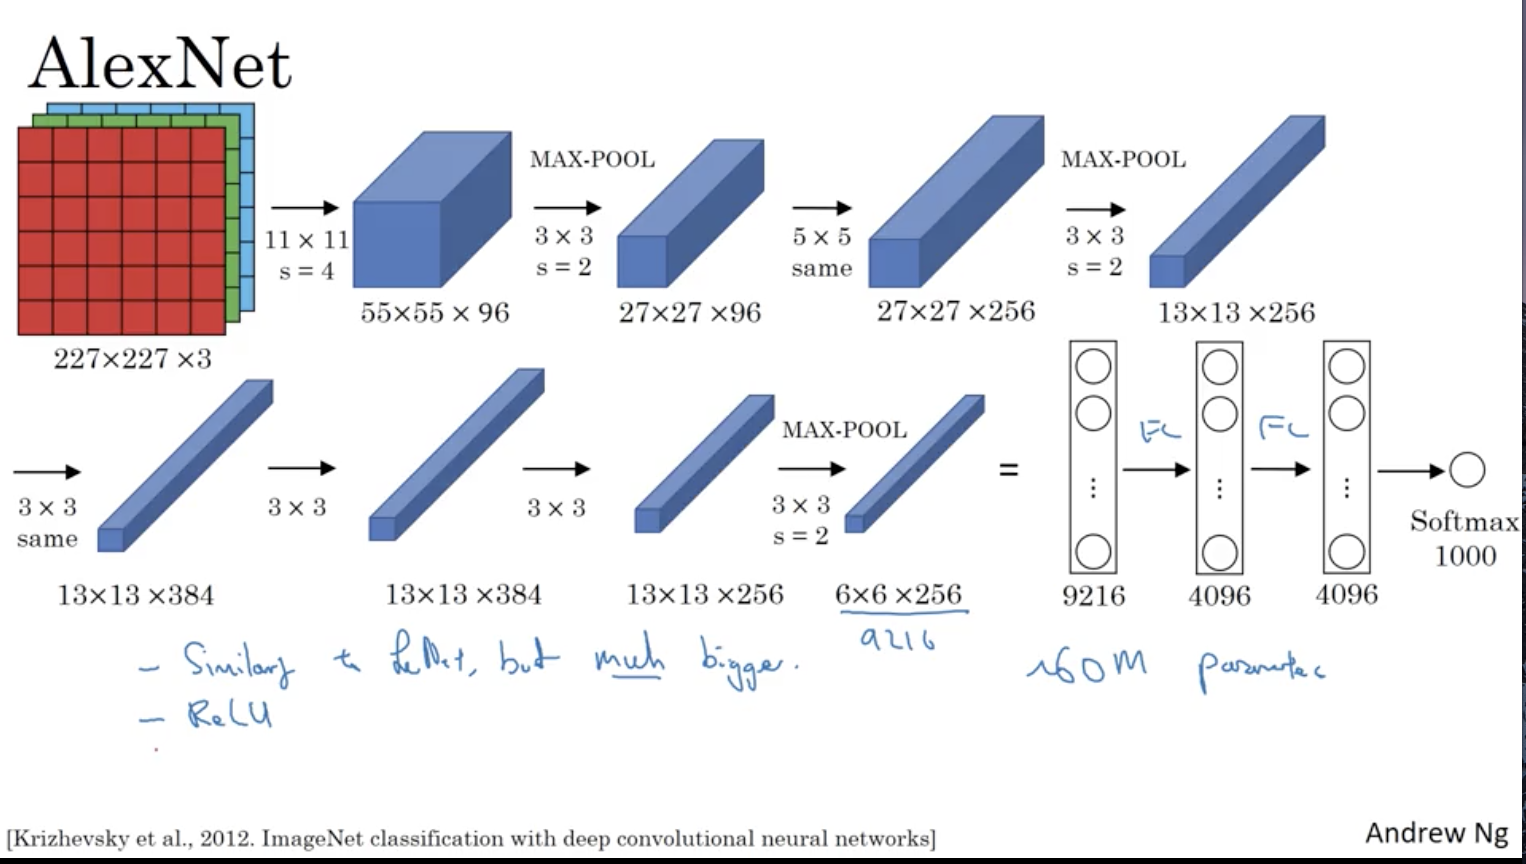 AlexNet
11 × 11
s = 4
MAX-POOL
3 × 3
s = 2
5 × 5
same
MAX-POOL
3 × 3
s = 2
227×227 ×3
55×55 × 96
27×27 ×96
27×27 ×256
13×13 ×256
3 × 3
same
3 × 3
3 × 3
MAX-POOL
3 × 3
s = 2
=
FC
FC
⋮
⋮
⋮
Softmax
1000
13×13 ×384
13×13 ×384
13×13 ×256
6×6 ×256
9216
4096
4096
9216
- to LeNet, but much bigger.
~60M
- ReLU
[Krizhevsky et al., 2012. ImageNet classification with deep convolutional neural networks]
Andrew Ng